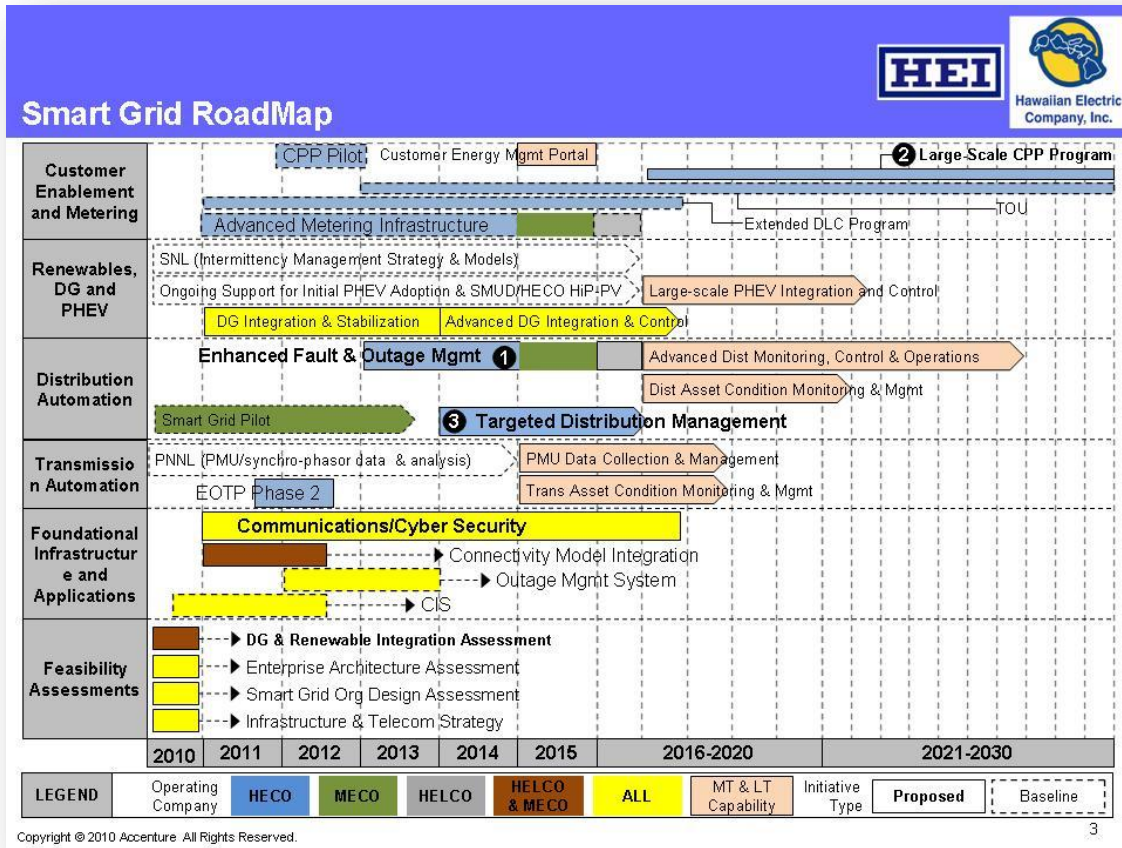 HEI
Hawaiian Electric
Company, Inc.
Smart Grid RoadMap
Customer
Enablement
and Metering
CPP Pilot
Customer Energy Mgmt Portal
2 Large-Scale CPP Program
TOU
Extended DLC Program
Advanced Metering Infrastructure
Renewables,
DG and
PHEV
SNL (Intermittency Management Strategy & Models)
Ongoing Support for Initial PHEV Adoption & SMUD/HECO HiP-PV
Large-scale PHEV Integration and Control
DG Integration & Stabilization
Advanced DG Integration & Control
Distribution
Automation
Enhanced Fault & Outage Mgmt 1
Advanced Dist Monitoring, Control & Operations
Dist Asset Condition Monitoring & Mgmt
Smart Grid Pilot
3 Targeted Distribution Management
Transmissio
n Automation
PNNL (PMU/synchro-phasor data & analysis)
PMU Data Collection & Management
EOTP Phase 2
Trans Asset Condition Monitoring & Mgmt
Foundational
Infrastructur
e and
Applications
Communications/Cyber Security
Connectivity Model Integration
Outage Mgmt System
CIS
Feasibility
Assessments
DG & Renewable Integration Assessment
Enterprise Architecture Assessment
Smart Grid Org Design Assessment
Infrastructure & Telecom Strategy
2010 2011 2012 2013 2014 2015 2016-2020 2021-2030
LEGEND
Operating
Company
HECO
MECO
HELCO
HELCO
& MECO
ALL
MT & LT
Capability
Initiative
Type
Proposed
Baseline
Copyright © 2010 Accenture All Rights Reserved.
3